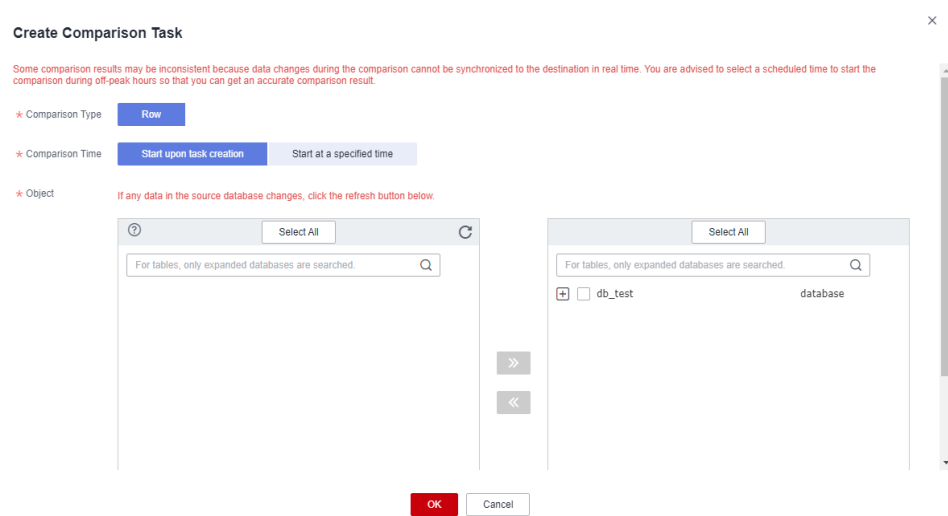 Create Comparison Task
Some comparison results may be inconsistent because data changes during the comparison cannot be synchronized to the destination in real time. You are advised to select a scheduled time to start the
comparison during off-peak hours so that you can get an accurate comparison result.
* Comparison Type Row
* Comparison Time Start upon task creation Start at a specified time
* Object If any data in the source database changes, click the refresh button below.
Select All
For tables, only expanded databases are searched.
Select All
For tables, only expanded databases are searched.
db_test database
OK Cancel